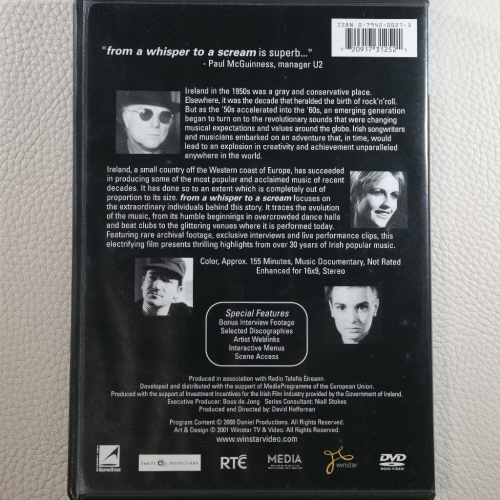 ISBN 0-7942-0027-3
7 20917 31252 1
"from a whisper to a scream is superb..."
- Paul McGuinness, manager U2
Ireland in the 1950s was a gray and conservative place.
Elsewhere, it was the decade that heralded the birth of rock'n'roll.
But as the '50s accelerated into the '60s, an emerging generation
began to turn on to the revolutionary sounds that were changing
musical expectations and values around the globe. Irish songwriters
and musicians embarked on an adventure that, in time, would
lead to an explosion in creativity and achievement unparalleled
anywhere in the world.
Ireland, a small country off the Western coast of Europe, has succeeded
in producing some of the most popular and acclaimed music of recent
decades. It has done so to an extent which is completely out of
proportion to its size. from a whisper to a scream focuses on
the extraordinary individuals behind this story. It traces the evolution
of the music, from its humble beginnings in overcrowded dance halls
and beat clubs to the glittering venues where it is performed today.
Featuring rare archival footage, exclusive interviews and live performance clips, this
electrifying film presents thrilling highlights from over 30 years of Irish popular music.
Color, Approx. 155 Minutes, Music Documentary, Not Rated
Enhanced for 16x9, Stereo
Special Features
Bonus Interview Footage
Selected Discographies
Artist Weblinks
Interactive Menus
Scene Access
Produced in association with Radio Telefís Éireann.
Developed and distributed with the support of MediaProgramme of the European Union.
Produced with the support of Investment Incentives for the Irish Film Industry provided by the Government of Ireland.
Executive Producer: Bous de Jong Series Consultant: Niall Stokes
Produced and Directed by: David Heffernan
Program Content © 2000 Daniel Productions. All Rights Reserved.
Art & Design © 2001 Winstar TV & Video. All Rights Reserved.
www.winstarvideo.com
DANIEL PRODUCTIONS
RTÉ
MEDIA
winstar
DVD